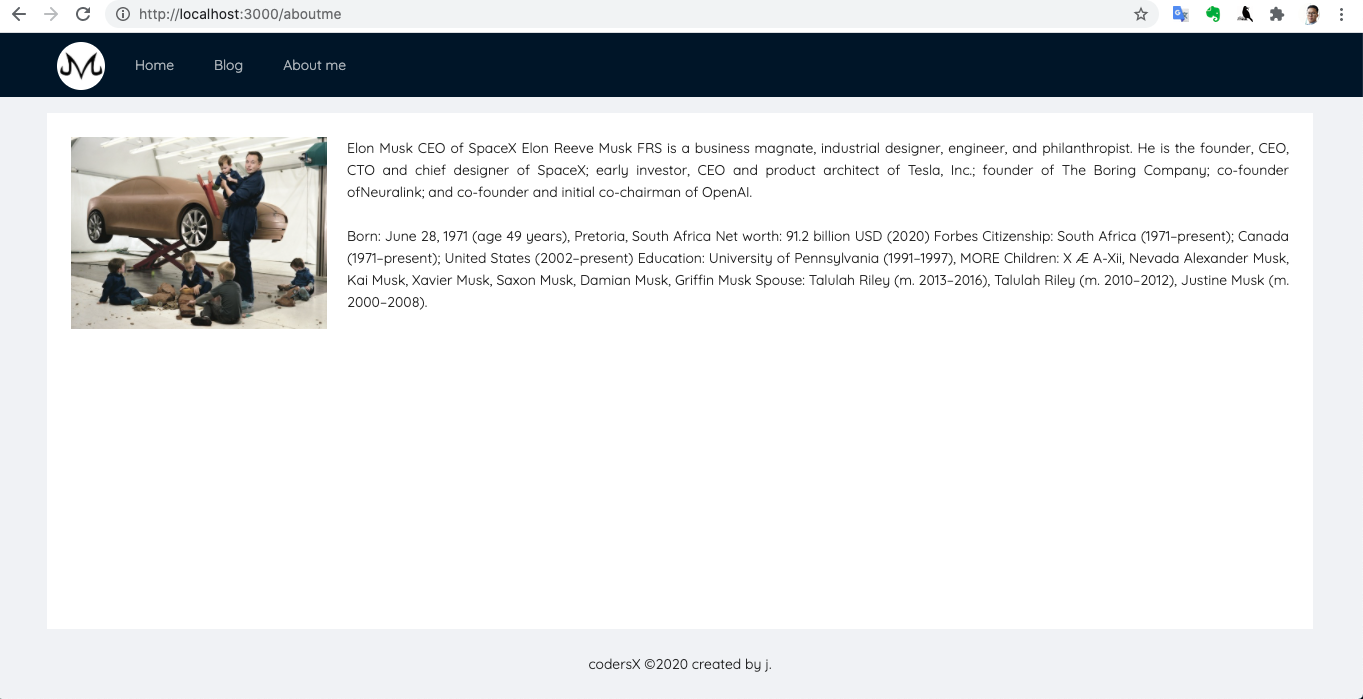 http://localhost:3000/aboutme
Home Blog About me
Elon Musk CEO of SpaceX Elon Reeve Musk FRS is a business magnate, industrial designer, engineer, and philanthropist. He is the founder, CEO,
CTO and chief designer of SpaceX; early investor, CEO and product architect of Tesla, Inc.; founder of The Boring Company; co-founder
ofNeuralink; and co-founder and initial co-chairman of OpenAI.
Born: June 28, 1971 (age 49 years), Pretoria, South Africa Net worth: 91.2 billion USD (2020) Forbes Citizenship: South Africa (1971–present); Canada
(1971–present); United States (2002–present) Education: University of Pennsylvania (1991–1997), MORE Children: X Æ A-Xii, Nevada Alexander Musk,
Kai Musk, Xavier Musk, Saxon Musk, Damian Musk, Griffin Musk Spouse: Talulah Riley (m. 2013–2016), Talulah Riley (m. 2010–2012), Justine Musk (m.
2000–2008).
codersX ©2020 created by j.